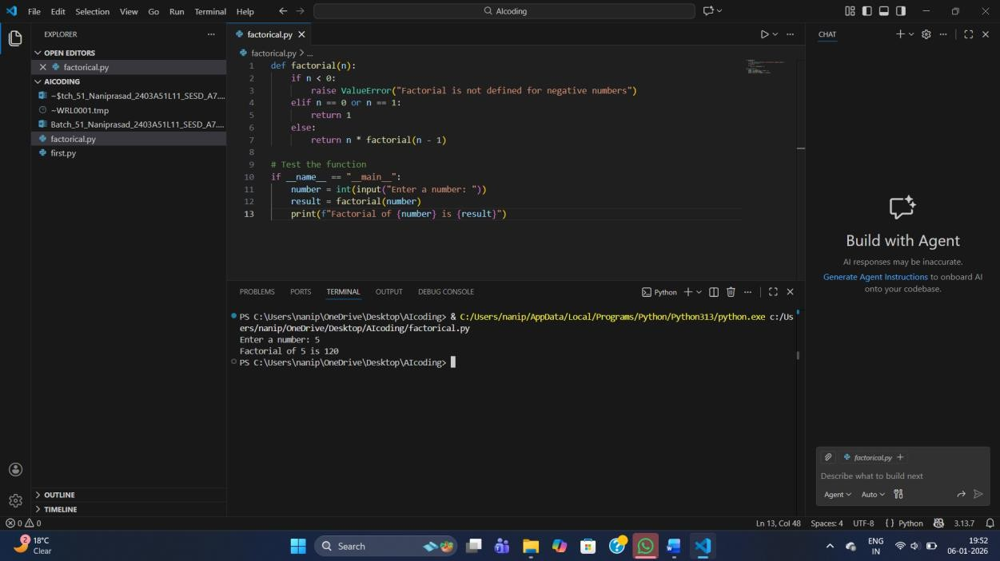 File Edit Selection View Go Run Terminal Help
AIcoding
EXPLORER
OPEN EDITORS
factorical.py
AICODING
~$tch_51_Naniprasad_2403A51L11_SESD_A7....
~WRL0001.tmp
Batch_51_Naniprasad_2403A51L11_SESD_A7....
factorical.py
first.py
OUTLINE
TIMELINE
factorical.py
factorical.py > ...
1 def factorial(n):
2 if n < 0:
3 raise ValueError("Factorial is not defined for negative numbers")
4 elif n == 0 or n == 1:
5 return 1
6 else:
7 return n * factorial(n - 1)
8
9 # Test the function
10 if __name__ == "__main__":
11 number = int(input("Enter a number: "))
12 result = factorial(number)
13 print(f"Factorial of {number} is {result}")
PROBLEMS PORTS TERMINAL OUTPUT DEBUG CONSOLE
Python
PS C:\Users\nanip\OneDrive\Desktop\AIcoding> & C:/Users/nanip/AppData/Local/Programs/Python/Python313/python.exe c:/Us
ers/nanip/OneDrive/Desktop/AIcoding/factorical.py
Enter a number: 5
Factorial of 5 is 120
PS C:\Users\nanip\OneDrive\Desktop\AIcoding>
CHAT
Build with Agent
AI responses may be inaccurate.
Generate Agent Instructions to onboard AI
onto your codebase.
factorical.py
Describe what to build next
Agent Auto
0 0
Ln 13, Col 48 Spaces: 4 UTF-8 {} Python 3.13.7
2
18°C
Clear
Search
ENG
IN
19:52
06-01-2026